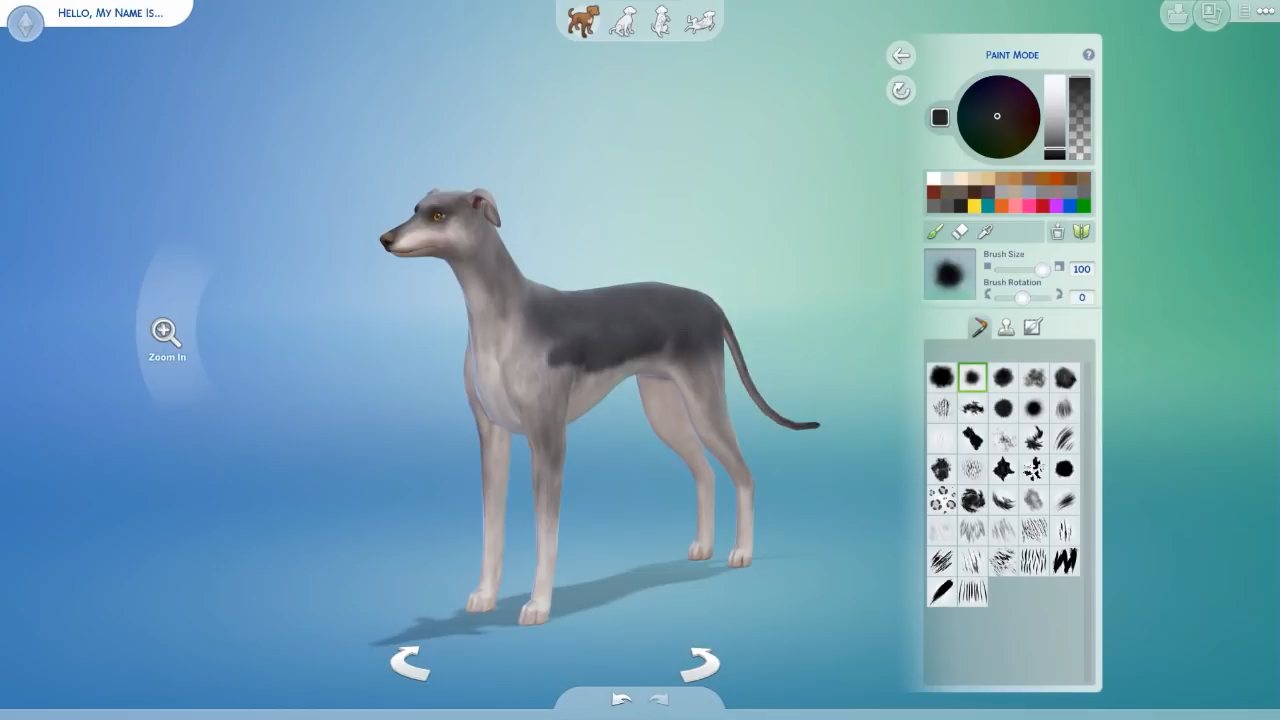 Hello, My Name Is...
Paint Mode
?
Brush Size
100
Brush Rotation
0
Zoom In